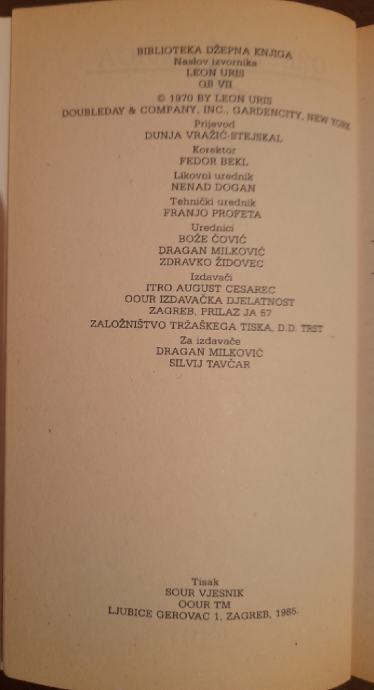 BIBLIOTEKA DŽEPNA KNJIGA
Naslov izvornika
LEON URIS
QB VII
© 1970 BY LEON URIS
DOUBLEDAY & COMPANY, INC., GARDENCITY, NEW YORK
Prijevod
DUNJA VRAŽIĆ-STEJSKAL
Korektor
FEDOR BEKL
Likovni urednik
NENAD DOGAN
Tehnički urednik
FRANJO PROFETA
Urednici
BOŽE ČOVIĆ
DRAGAN MILKOVIĆ
ZDRAVKO ŽIDOVEC
Izdavači
ITRO AUGUST CESAREC
OOUR IZDAVAČKA DJELATNOST
ZAGREB, PRILAZ JA 57
ZALOŽNIŠTVO TRŽAŠKEGA TISKA, D.D. TRST
Za izdavače
DRAGAN MILKOVIĆ
SILVIJ TAVČAR
Tisak
SOUR VJESNIK
OOUR TM
LJUBICE GEROVAC 1, ZAGREB, 1985.